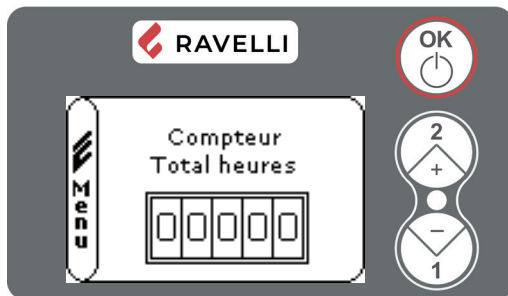 RAVELLI
OK
Menu
Compteur
Total heures
00000
2
+
-
1